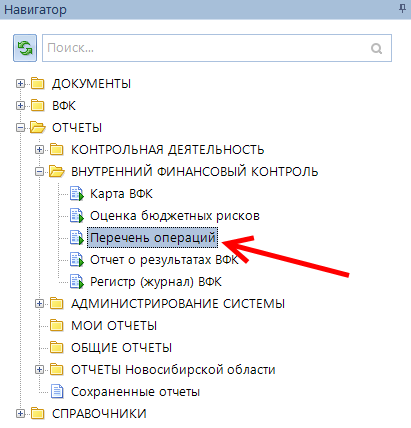 Навигатор
Поиск...
ДОКУМЕНТЫ
ВФК
ОТЧЕТЫ
КОНТРОЛЬНАЯ ДЕЯТЕЛЬНОСТЬ
ВНУТРЕННИЙ ФИНАНСОВЫЙ КОНТРОЛЬ
Карта ВФК
Оценка бюджетных рисков
Перечень операций
Отчет о результатах ВФК
Регистр (журнал) ВФК
АДМИНИСТРИРОВАНИЕ СИСТЕМЫ
МОИ ОТЧЕТЫ
ОБЩИЕ ОТЧЕТЫ
ОТЧЕТЫ Новосибирской области
Сохраненные отчеты
СПРАВОЧНИКИ